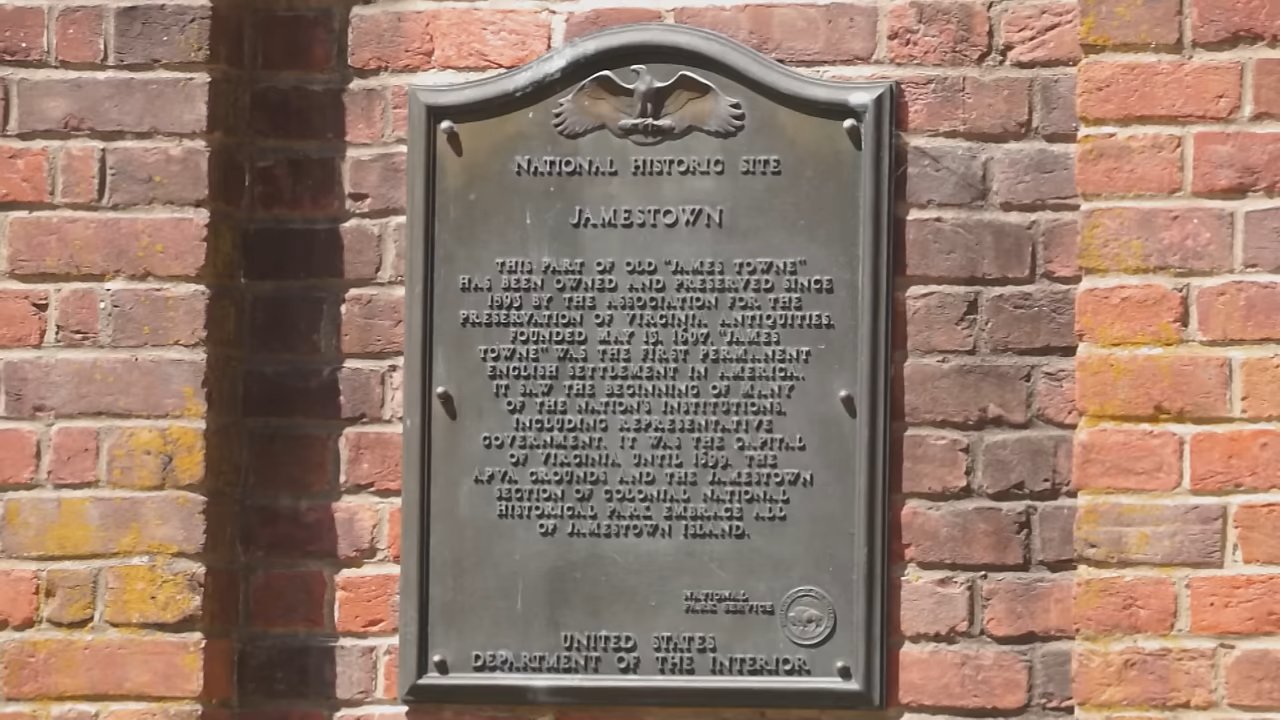 NATIONAL HISTORIC SITE
JAMESTOWN
THIS PART OF OLD "JAMES TOWNE"
HAS BEEN OWNED AND PRESERVED SINCE
1893 BY THE ASSOCIATION FOR THE
PRESERVATION OF VIRGINIA ANTIQUITIES.
FOUNDED MAY 13, 1607, "JAMES
TOWNE" WAS THE FIRST PERMANENT
ENGLISH SETTLEMENT IN AMERICA.
IT SAW THE BEGINNING OF MANY
OF THE NATION'S INSTITUTIONS,
INCLUDING REPRESENTATIVE
GOVERNMENT. IT WAS THE CAPITAL
OF VIRGINIA UNTIL 1699. THE
APVA GROUNDS AND THE JAMESTOWN
SECTION OF COLONIAL NATIONAL
HISTORICAL PARK EMBRACE ALL
OF JAMESTOWN ISLAND.
NATIONAL
PARK SERVICE
UNITED STATES
DEPARTMENT OF THE INTERIOR